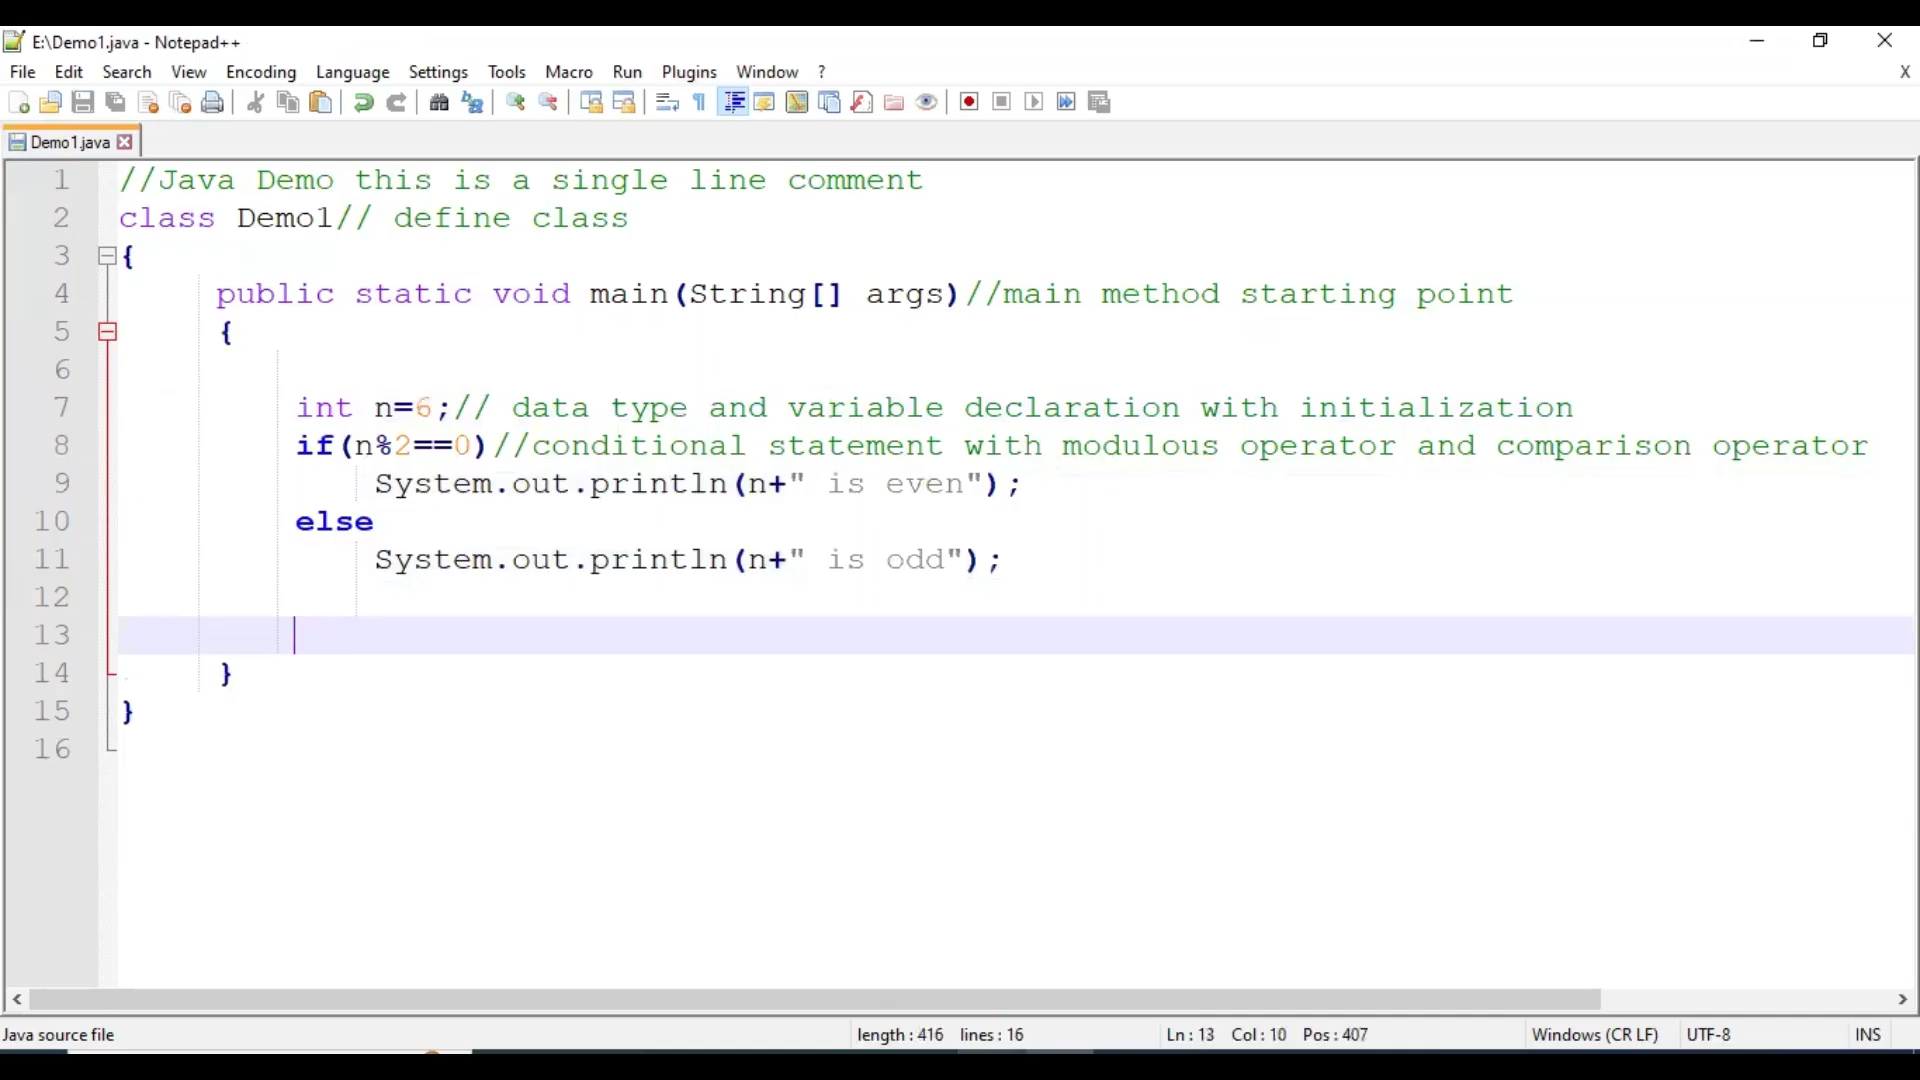 E:\Demo1.java - Notepad++
File Edit Search View Encoding Language Settings Tools Macro Run Plugins Window ? X
Demo1.java
1 //Java Demo this is a single line comment
2 class Demo1// define class
3 {
4 public static void main(String[] args)//main method starting point
5 {
6
7 int n=6;// data type and variable declaration with initialization
8 if(n%2==0)//conditional statement with modulous operator and comparison operator
9 System.out.println(n+" is even");
10 else
11 System.out.println(n+" is odd");
12
13
14 }
15 }
16
Java source file length : 416 lines : 16 Ln : 13 Col : 10 Pos : 407 Windows (CR LF) UTF-8 INS